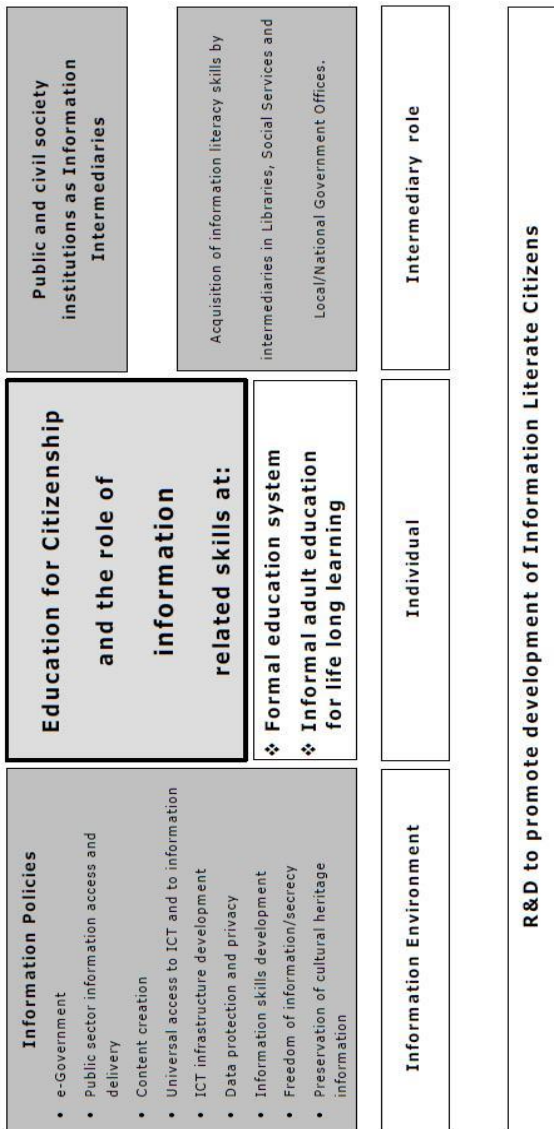 Information Policies
• e-Government
• Public sector information access and
delivery
• Content creation
• Universal access to ICT and to information
• ICT infrastructure development
• Data protection and privacy
• Information skills development
• Freedom of information/secrecy
• Preservation of cultural heritage
information
Education for Citizenship
and the role of
information
related skills at:
❖ Formal education system
❖ Informal adult education
for life long learning
Public and civil society
institutions as Information
Intermediaries
Acquisition of information literacy skills by
intermediaries in Libraries, Social Services and
Local/National Government Offices.
Information Environment
Individual
Intermediary role
R&D to promote development of Information Literate Citizens